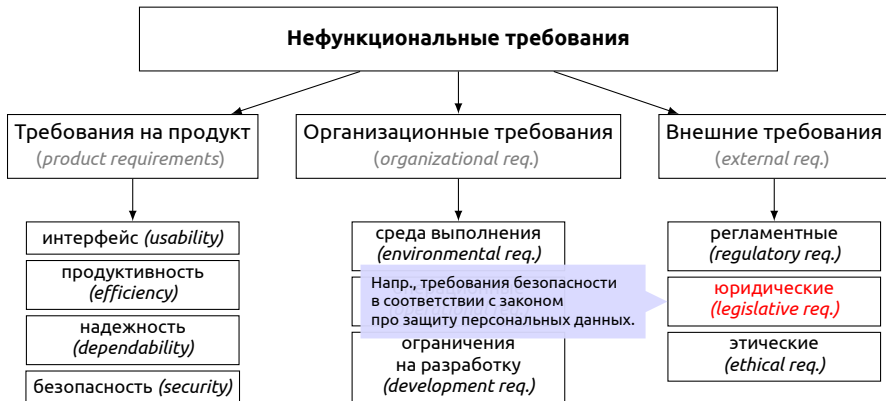 Нефункциональные требования
Требования на продукт
(product requirements)
Организационные требования
(organizational req.)
Внешние требования
(external req.)
интерфейс (usability)
продуктивность
(efficiency)
надежность
(dependability)
безопасность (security)
среда выполнения
(environmental req.)
Напр., требования безопасности
в соответствии с законом
про защиту персональных данных.
ограничения
на разработку
(development req.)
регламентные
(regulatory req.)
юридические
(legislative req.)
этические
(ethical req.)